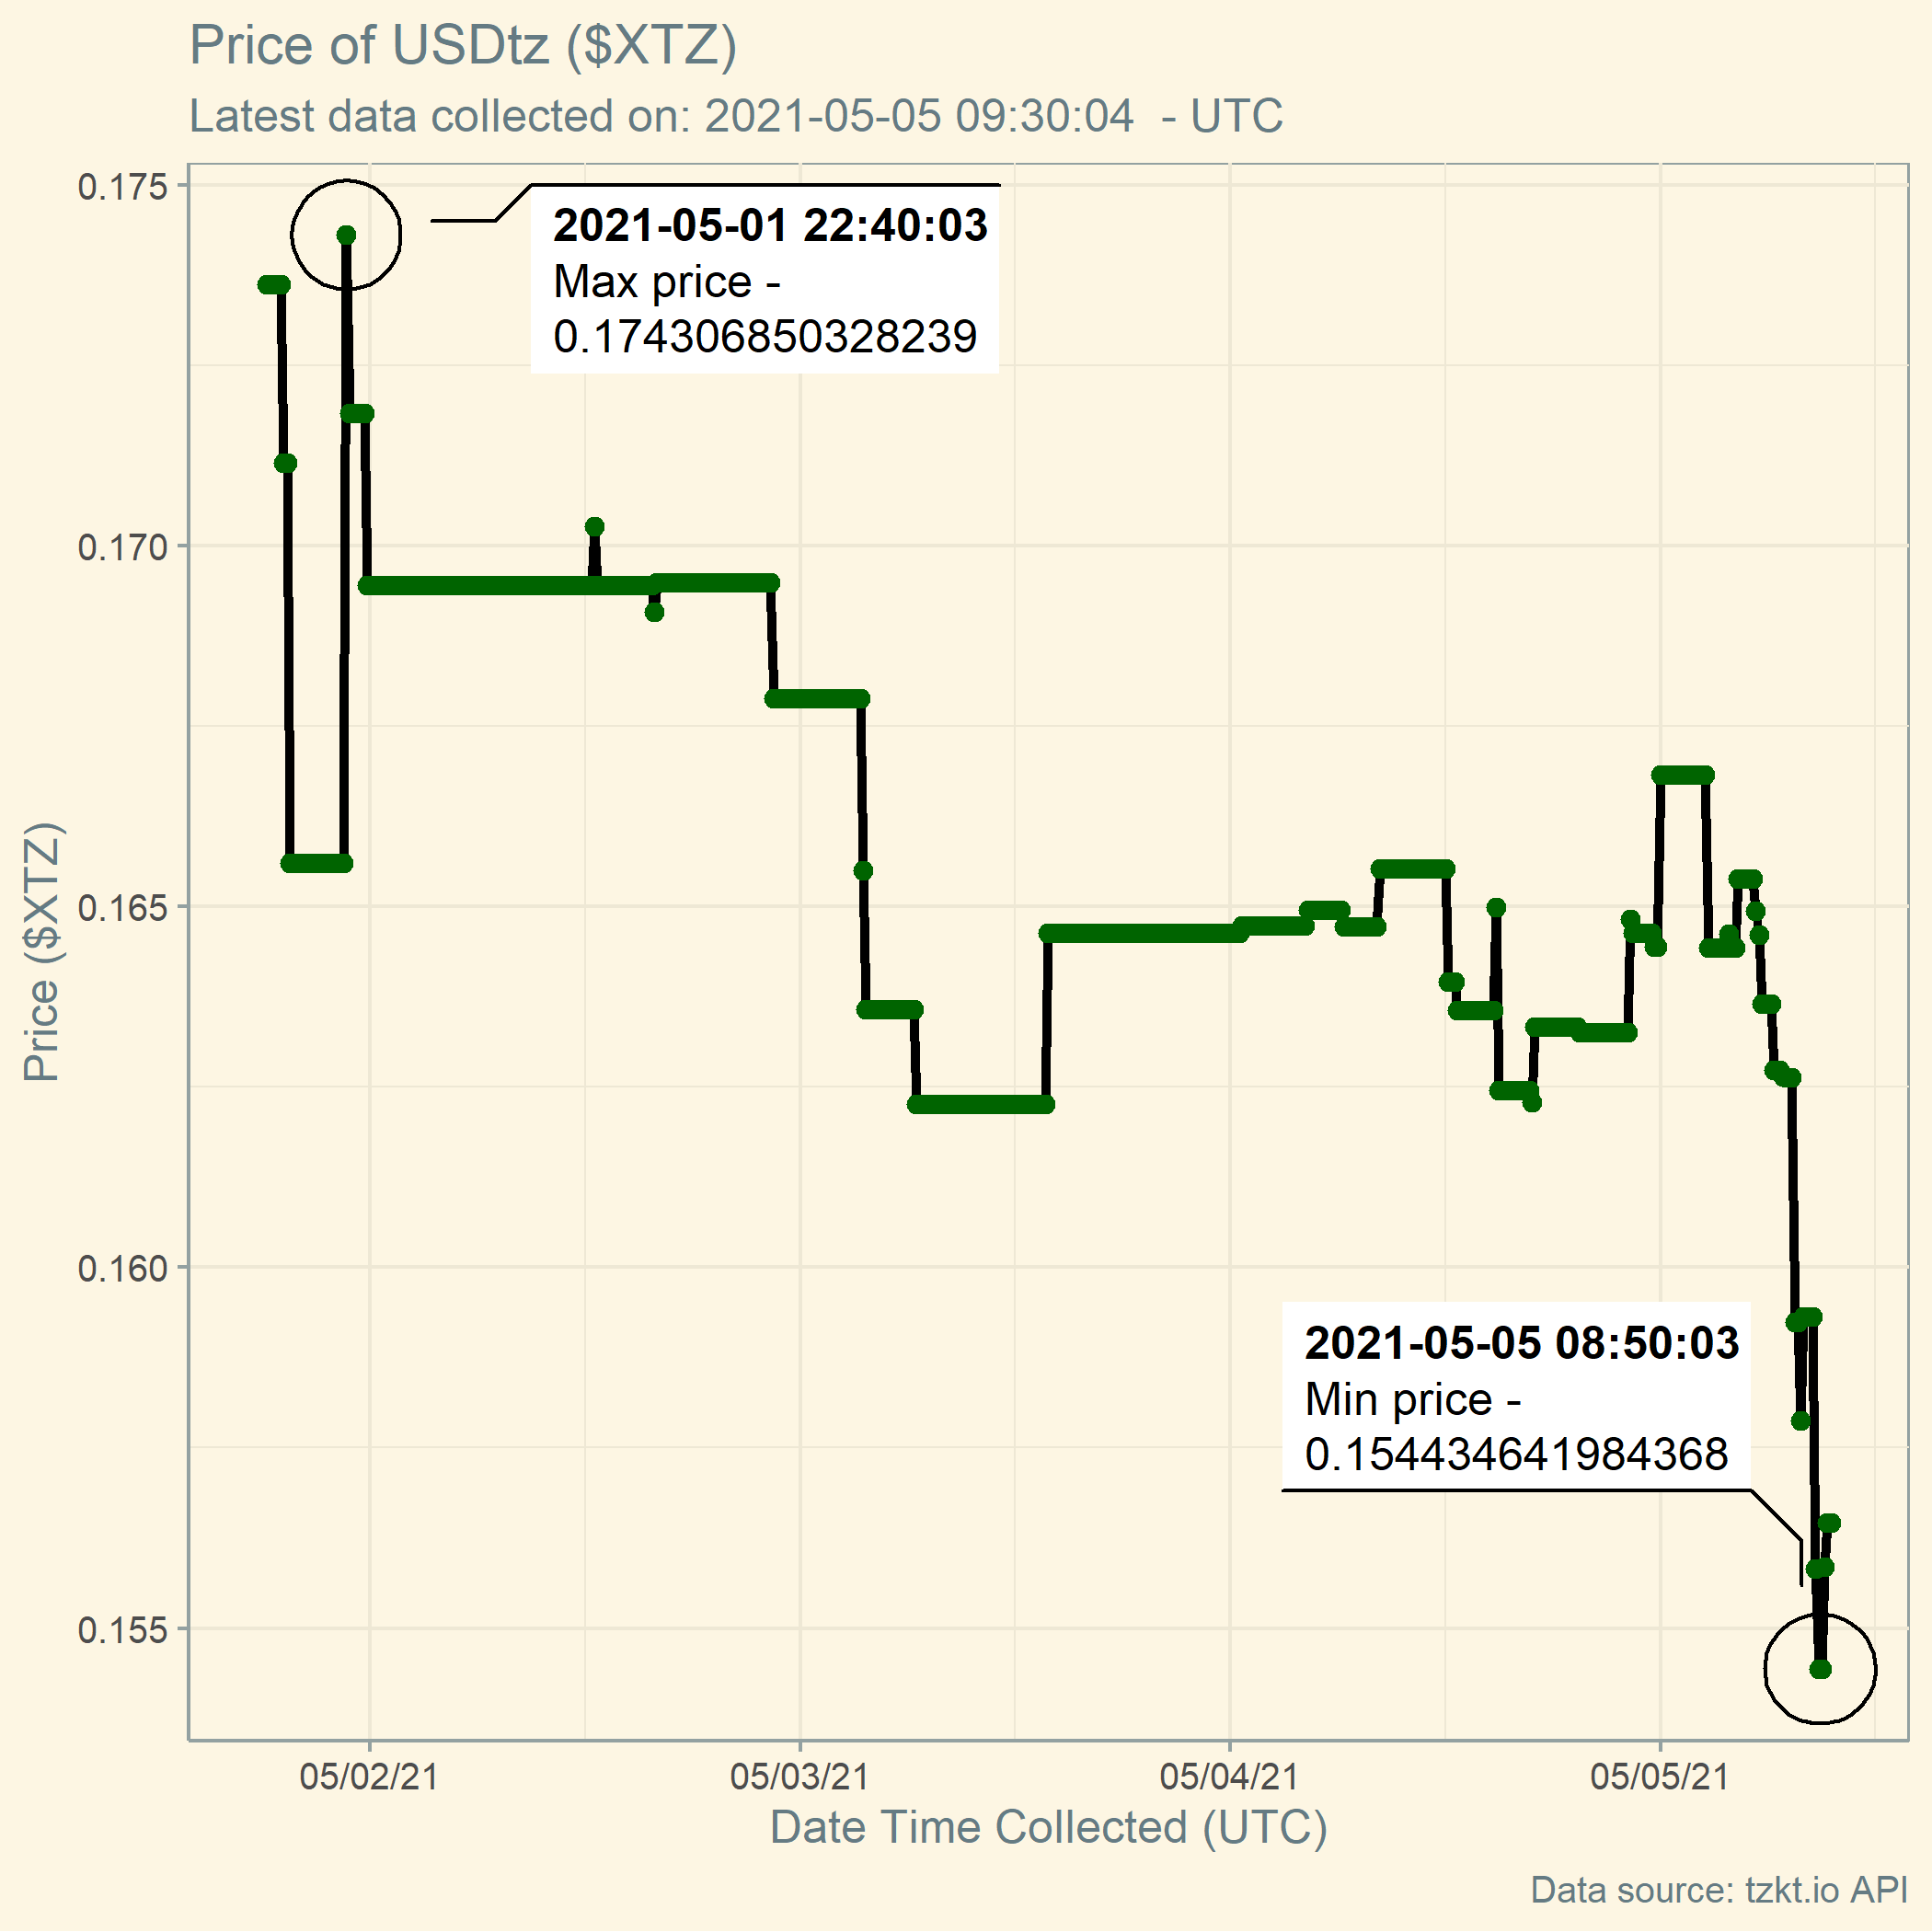 Price of USDtz ($XTZ)
Latest data collected on: 2021-05-05 09:30:04  - UTC
0.175
0.170
0.165
0.160
0.155
Price ($XTZ)
2021-05-01 22:40:03
Max price -
0.174306850328239
2021-05-05 08:50:03
Min price -
0.154434641984368
05/02/21
05/03/21
05/04/21
05/05/21
Date Time Collected (UTC)
Data source: tzkt.io API